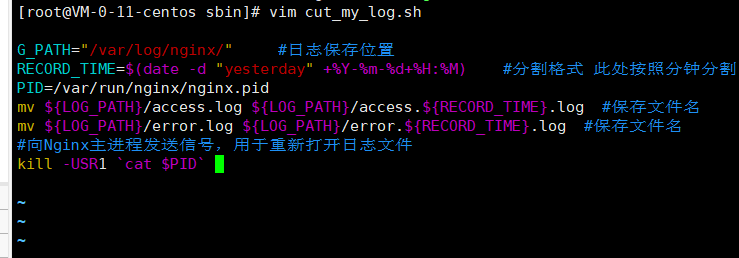 [root@VM-0-11-centos sbin]# vim cut_my_log.sh
G_PATH="/var/log/nginx/" #日志保存位置
RECORD_TIME=$(date -d "yesterday" +%Y-%m-%d+%H:%M) #分割格式 此处按照分钟分割
PID=/var/run/nginx/nginx.pid
mv ${LOG_PATH}/access.log ${LOG_PATH}/access.${RECORD_TIME}.log #保存文件名
mv ${LOG_PATH}/error.log ${LOG_PATH}/error.${RECORD_TIME}.log #保存文件名
#向Nginx主进程发送信号，用于重新打开日志文件
kill -USR1 `cat $PID`
~
~
~